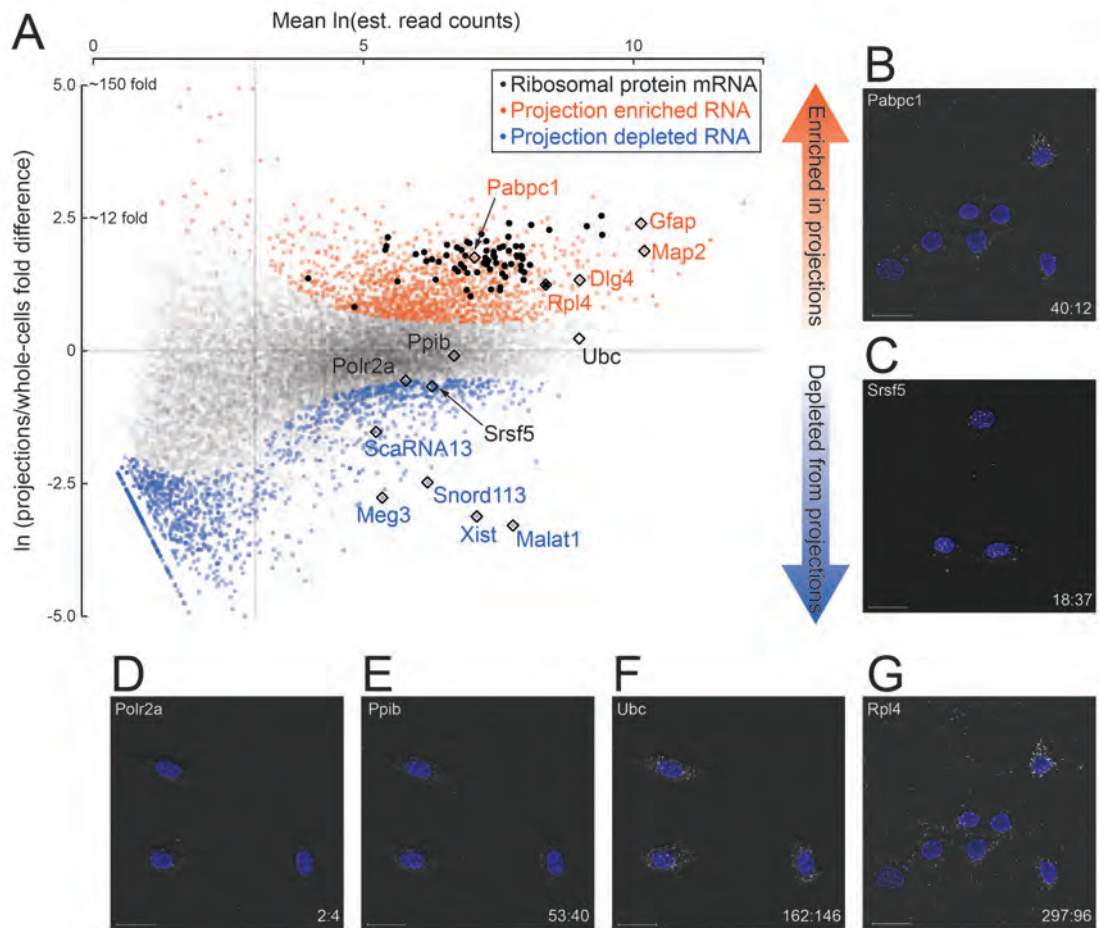 A
Mean ln(est. read counts)
0
5
10
ln (projections/whole-cells fold difference)
5.0
~150 fold
2.5
~12 fold
0
-2.5
-5.0
Ribosomal protein mRNA
Projection enriched RNA
Projection depleted RNA
Pabpc1
Gfap
Map2
Dlg4
Rpl4
Ppib
Ubc
Polr2a
Srsf5
ScaRNA13
Snord113
Meg3
Xist
Malat1
Enriched in projections
Depleted from projections
B
Pabpc1
40:12
C
Srsf5
18:37
D
Polr2a
2:4
E
Ppib
53:40
F
Ubc
162:146
G
Rpl4
297:96